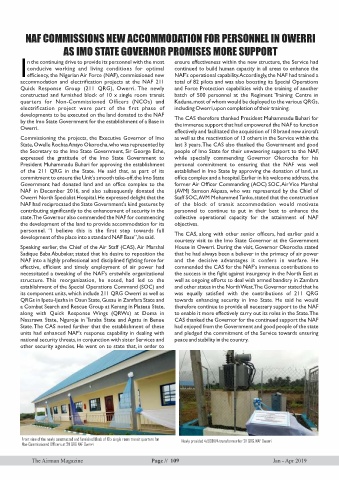 NAF COMMISSIONS NEW ACCOMMODATION FOR PERSONNEL IN OWERRI
AS IMO STATE GOVERNOR PROMISES MORE SUPPORT
In the continuing drive to provide its personnel with the most
conducive working and living conditions for optimal
efficiency, the Nigerian Air Force (NAF), commissioned new
accommodation and electrification projects at the NAF 211
Quick Response Group (211 QRG), Owerri. The newly
constructed and furnished block of 10 x single room transit
quarters for Non-Commissioned Officers (NCOs) and
electrification project were part of the first phase of
developments to be executed on the land donated to the NAF
by the Imo State Government for the establishment of a Base in
Owerri.
Commissioning the projects, the Executive Governor of Imo
State, Owelle Rochas Anayo Okorocha, who was represented by
the Secretary to the Imo State Government, Sir George Eche,
expressed the gratitude of the Imo State Government to
President Muhammadu Buhari for approving the establishment
of the 211 QRG in the State. He said that, as part of its
commitment to ensure the Unit's smooth take-off, the Imo State
Government had donated land and an office complex to the
NAF in December 2016, and also subsequently donated the
Owerri North Specialist Hospital. He expressed delight that the
NAF had reciprocated the State Government's kind gestures by
contributing significantly to the enhancement of security in the
state. The Governor also commended the NAF for commencing
the development of the land to provide accommodation for its
personnel. "I believe this is the first step towards full
development of the place into a standard NAF Base", he said.
Speaking earlier, the Chief of the Air Staff (CAS), Air Marshal
Sadique Baba Abubakar, stated that his desire to reposition the
NAF into a highly professional and disciplined fighting force for
effective, efficient and timely employment of air power had
necessitated a tweaking of the NAF's erstwhile organizational
structure. The reorganization, he noted, had led to the
establishment of the Special Operations Command (SOC) and
its component units, which include 211 QRG Owerri as well as
QRGs in Ipetu-Ijesha in Osun State, Gusau in Zamfara State and
a Combat Search and Rescue Group at Kerang in Plateau State,
along with Quick Response Wings (QRWs) at Doma in
Nasarawa State, Nguroje in Taraba State and Agatu in Benue
State. The CAS noted further that the establishment of these
units had enhanced NAF's response capability in dealing with
national security threats, in conjunction with sister Services and
other security agencies. He went on to state that, in order to
ensure effectiveness within the new structure, the Service had
continued to build human capacity in all areas to enhance the
NAF's operational capability. Accordingly, the NAF had trained a
total of 82 pilots and was also boosting its Special Operations
and Force Protection capabilities with the training of another
batch of 500 personnel at the Regiment Training Centre in
Kaduna, most of whom would be deployed to the various QRGs,
including Owerri, upon completion of their training.
The CAS therefore thanked President Muhammadu Buhari for
the immense support that had empowered the NAF to function
effectively and facilitated the acquisition of 18 brand new aircraft
as well as the reactivation of 13 others in the Service within the
last 3 years. The CAS also thanked the Government and good
people of Imo State for their unwavering support to the NAF,
while specially commending Governor Okorocha for his
personal commitment to ensuring that the NAF was well
established in Imo State by approving the donation of land, an
office complex and a hospital. Earlier in his welcome address, the
former Air Officer Commanding (AOC) SOC, Air Vice Marshal
(AVM) Samson Akpasa, who was represented by the Chief of
Staff SOC, AVM Mohammed Tanko, stated that the construction
of the block of transit accommodation would motivate
personnel to continue to put in their best to enhance the
collective operational capacity for the attainment of NAF
objectives.
The CAS, along with other senior officers, had earlier paid a
courtesy visit to the Imo State Governor at the Government
House in Owerri. During the visit, Governor Okorocha stated
that he had always been a believer in the primacy of air power
and the decisive advantages it confers in warfare. He
commended the CAS for the NAF's immense contributions to
the success in the fight against insurgency in the North East as
well as ongoing efforts to deal with armed banditry in Zamfara
and other states in the North West. The Governor stated that he
was equally satisfied with the contributions of 211 QRG
towards enhancing security in Imo State. He said he would
therefore continue to provide all necessary support to the NAF
to enable it more effectively carry out its roles in the State. The
CAS thanked the Governor for the continued support the NAF
had enjoyed from the Government and good people of the state
and pledged the commitment of the Service towards ensuring
peace and stability in the country.
Non Commissioned Officers at 211 QRG NAF Owerri
The Airman Magazine
Page // 109
Jan - Apr 2019